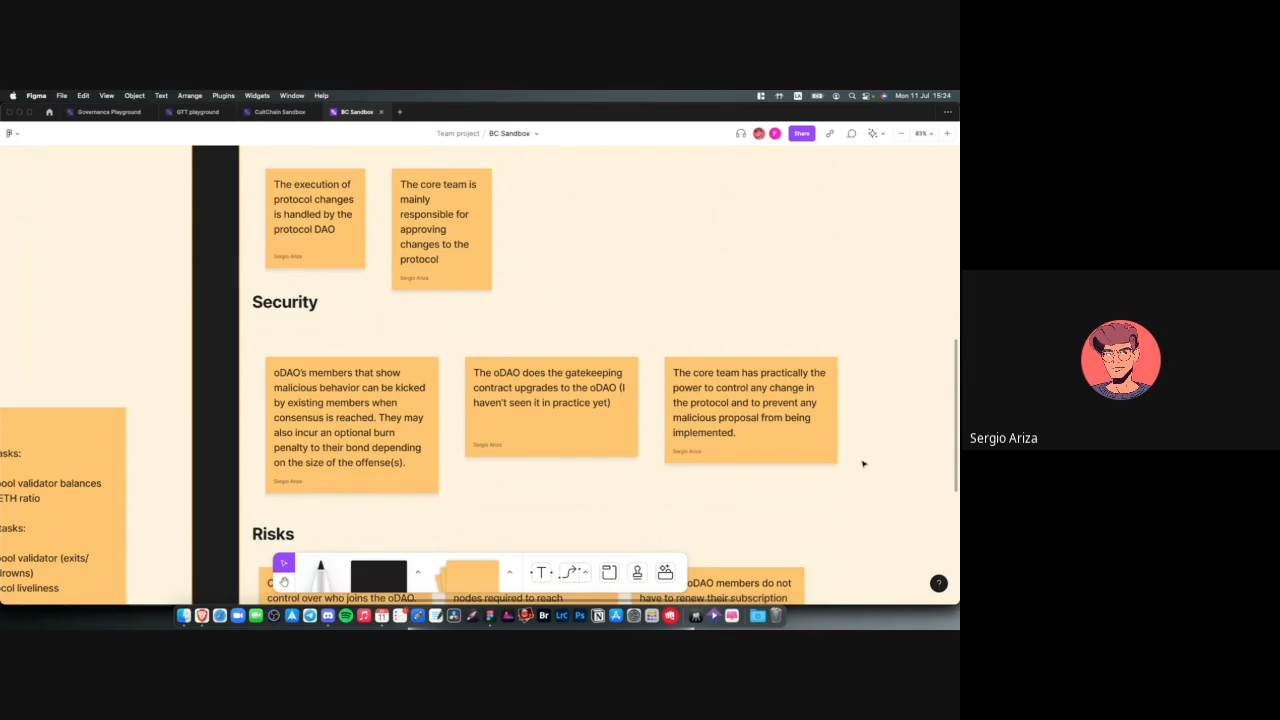 Figma File Edit View Object Text Arrange Plugins Widgets Window Help
Mon 11 Jul 15:24
Governance Playground
GTT playground
CultChain Sandbox
BC Sandbox
Team project / BC Sandbox
F
Share
83%
The execution of
protocol changes
is handled by the
protocol DAO
Sergio Ariza
The core team is
mainly
responsible for
approving
changes to the
protocol
Sergio Ariza
Security
oDAO's members that show
malicious behavior can be kicked
by existing members when
consensus is reached. They may
also incur an optional burn
penalty to their bond depending
on the size of the offense(s).
Sergio Ariza
The oDAO does the gatekeeping
contract upgrades to the oDAO (I
haven't seen it in practice yet)
Sergio Ariza
The core team has practically the
power to control any change in
the protocol and to prevent any
malicious proposal from being
implemented.
Sergio Ariza
asks:
ool validator balances
ETH ratio
tasks:
ool validator (exits/
rowns)
col liveliness
Risks
control over who joins the oDAO.
nodes required to reach
oDAO members do not
have to renew their subscription
T
?
Br LrC Ps
Sergio Ariza